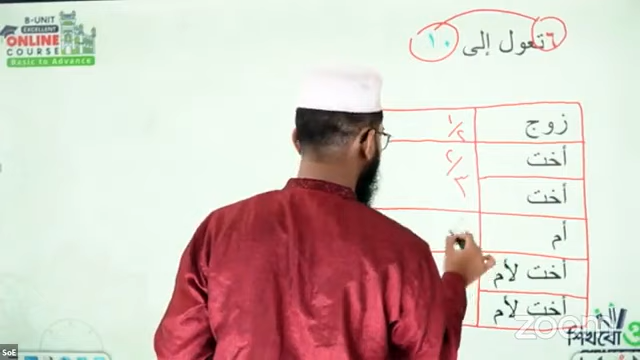 B-UNIT
EXCELLENT
ONLINE
COURSE
Basic to Advance
٦ تعول إلى ١٠
زوج ١/٢
أخت ٢/٣
أخت
أم
أخت لأم
أخت لأم
zoom
SoE